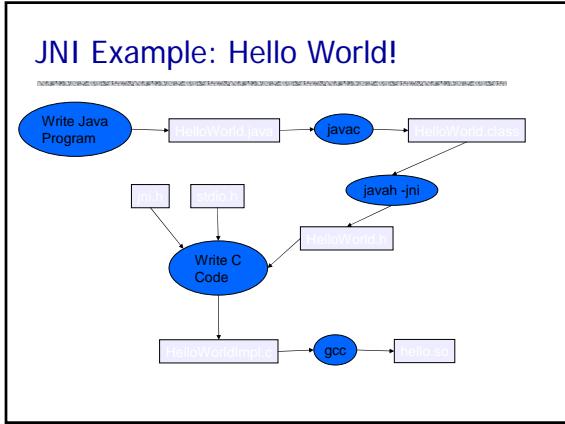 JNI Example: Hello World!
Write Java
Program
HelloWorld.java
javac
HelloWorld.class
javah -jni
jni.h
stdio.h
HelloWorld.h
Write C
Code
HelloWorldImpl.c
gcc
hello.so